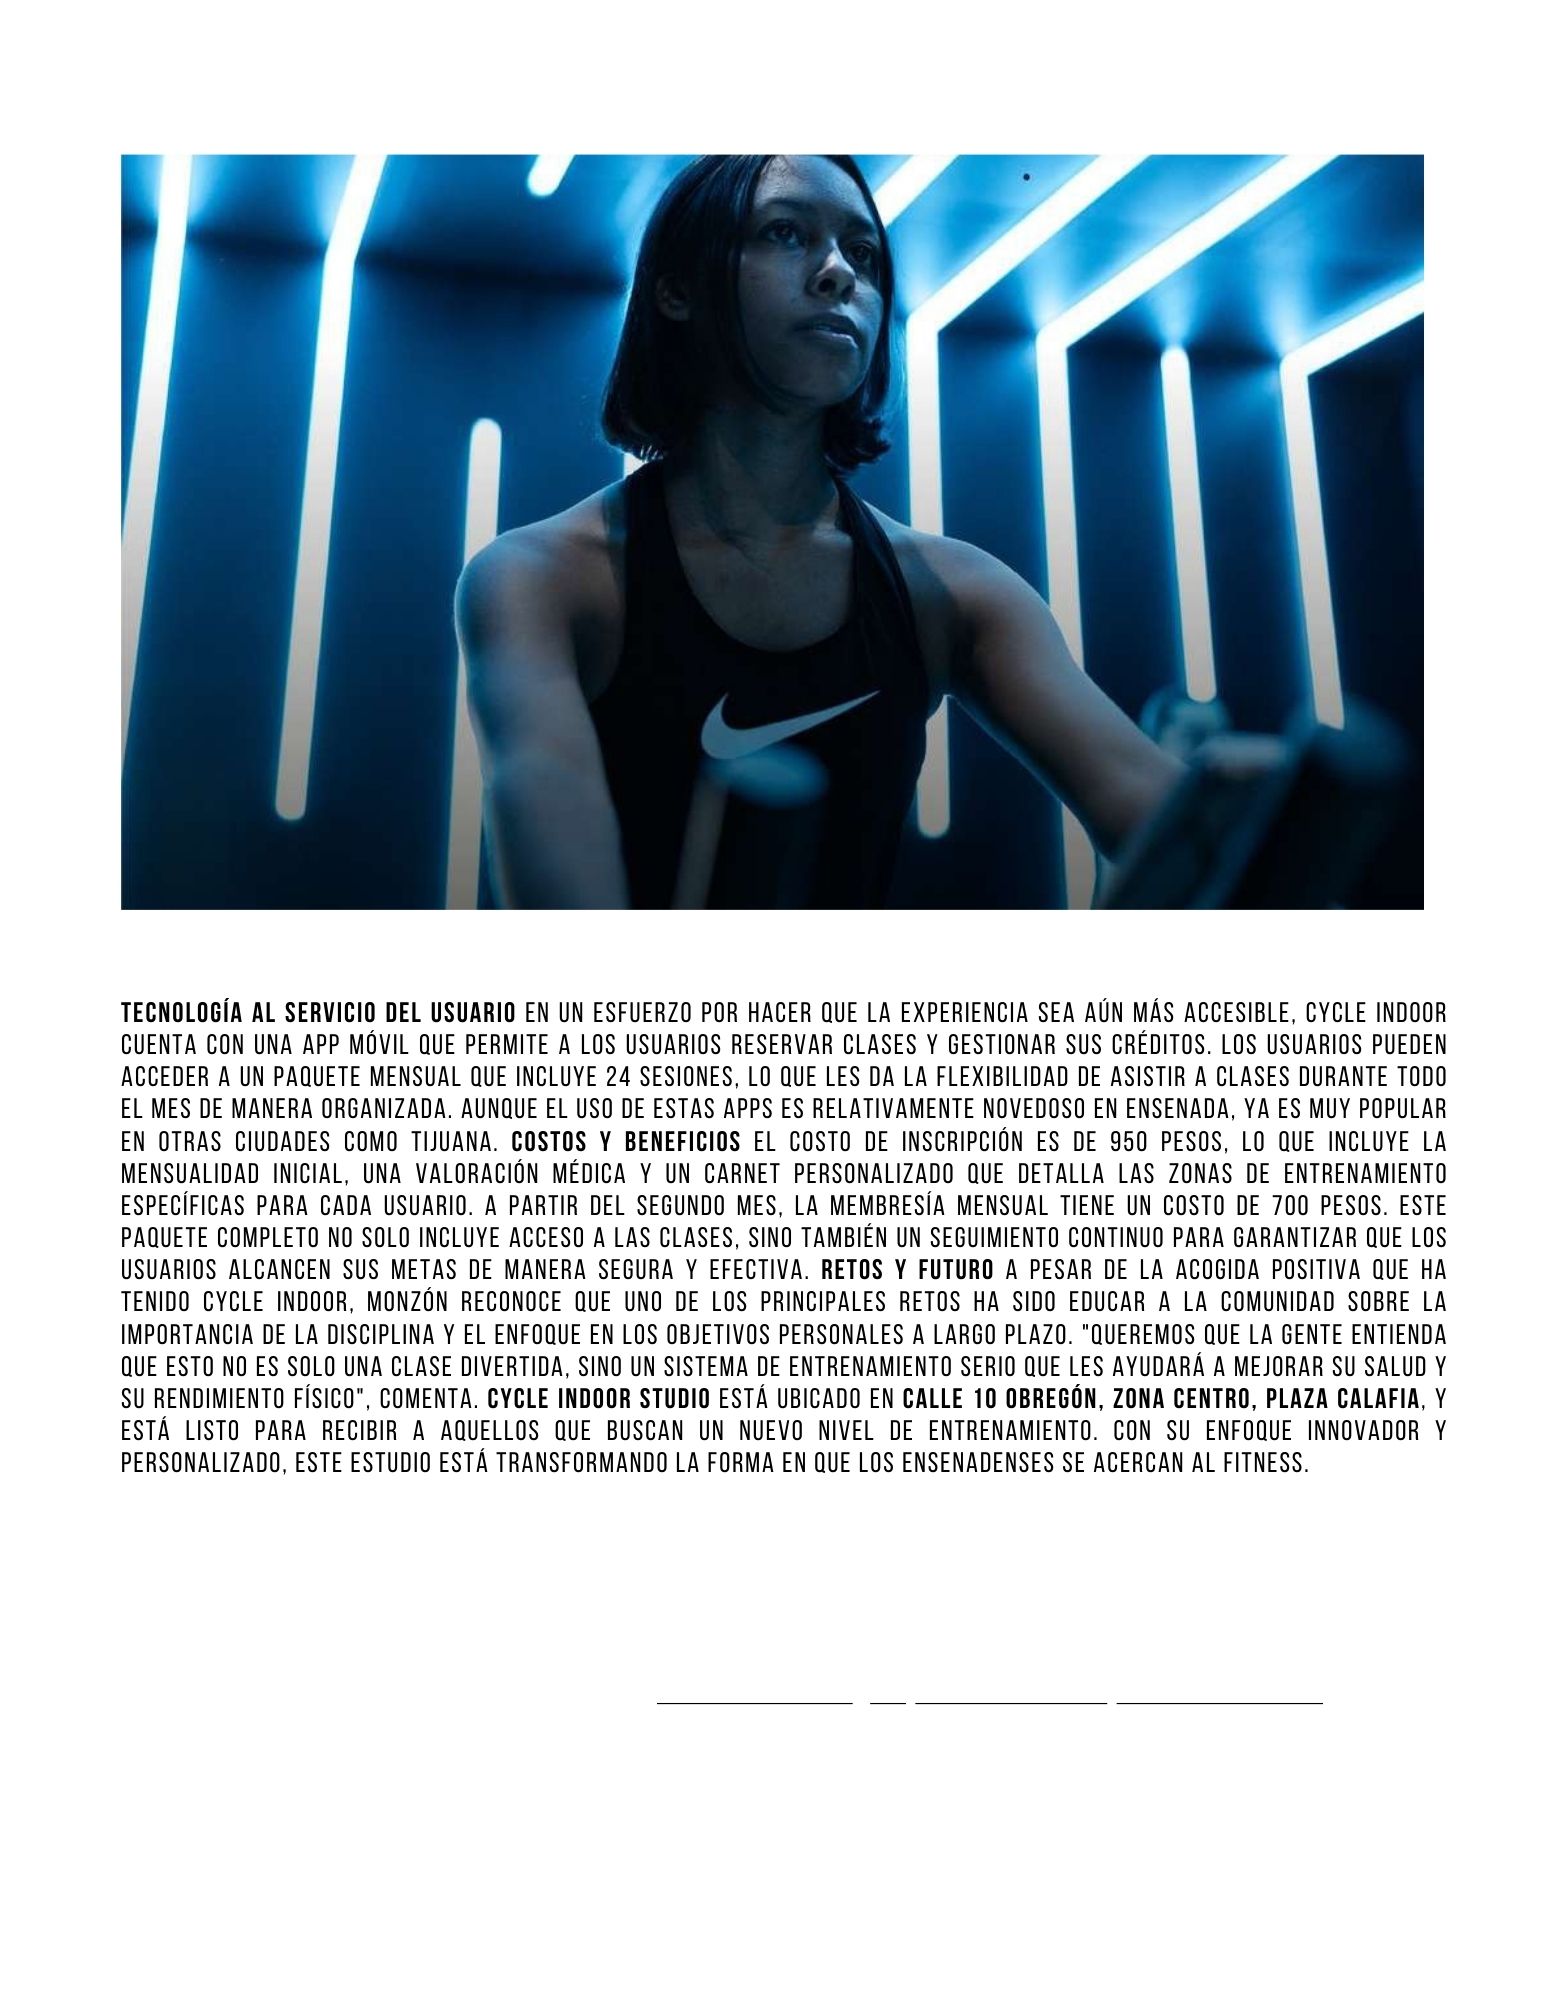 TECNOLOGÍA AL SERVICIO DEL USUARIO EN UN ESFUERZO POR HACER QUE LA EXPERIENCIA SEA AÚN MÁS ACCESIBLE, CYCLE INDOOR
CUENTA CON UNA APP MÓVIL QUE PERMITE A LOS USUARIOS RESERVAR CLASES Y GESTIONAR SUS CRÉDITOS. LOS USUARIOS PUEDEN
ACCEDER A UN PAQUETE MENSUAL QUE INCLUYE 24 SESIONES, LO QUE LES DA LA FLEXIBILIDAD DE ASISTIR A CLASES DURANTE TODO
EL MES DE MANERA ORGANIZADA. AUNQUE EL USO DE ESTAS APPS ES RELATIVAMENTE NOVEDOSO EN ENSENADA, YA ES MUY POPULAR
EN OTRAS CIUDADES COMO TIJUANA. COSTOS Y BENEFICIOS EL COSTO DE INSCRIPCIÓN ES DE 950 PESOS, LO QUE INCLUYE LA
MENSUALIDAD INICIAL, UNA VALORACIÓN MÉDICA Y UN CARNET PERSONALIZADO QUE DETALLA LAS ZONAS DE ENTRENAMIENTO
ESPECÍFICAS PARA CADA USUARIO. A PARTIR DEL SEGUNDO MES, LA MEMBRESÍA MENSUAL TIENE UN COSTO DE 700 PESOS. ESTE
PAQUETE COMPLETO NO SOLO INCLUYE ACCESO A LAS CLASES, SINO TAMBIÉN UN SEGUIMIENTO CONTINUO PARA GARANTIZAR QUE LOS
USUARIOS ALCANCEN SUS METAS DE MANERA SEGURA Y EFECTIVA. RETOS Y FUTURO A PESAR DE LA ACOGIDA POSITIVA QUE HA
TENIDO CYCLE INDOOR, MONZÓN RECONOCE QUE UNO DE LOS PRINCIPALES RETOS HA SIDO EDUCAR A LA COMUNIDAD SOBRE LA
IMPORTANCIA DE LA DISCIPLINA Y EL ENFOQUE EN LOS OBJETIVOS PERSONALES A LARGO PLAZO. "QUEREMOS QUE LA GENTE ENTIENDA
QUE ESTO NO ES SOLO UNA CLASE DIVERTIDA, SINO UN SISTEMA DE ENTRENAMIENTO SERIO QUE LES AYUDARÁ A MEJORAR SU SALUD Y
SU RENDIMIENTO FÍSICO", COMENTA. CYCLE INDOOR STUDIO ESTÁ UBICADO EN CALLE 10 OBREGÓN, ZONA CENTRO, PLAZA CALAFIA, Y
ESTÁ LISTO PARA RECIBIR A AQUELLOS QUE BUSCAN UN NUEVO NIVEL DE ENTRENAMIENTO. CON SU ENFOQUE INNOVADOR Y
PERSONALIZADO, ESTE ESTUDIO ESTÁ TRANSFORMANDO LA FORMA EN QUE LOS ENSENADENSES SE ACERCAN AL FITNESS.